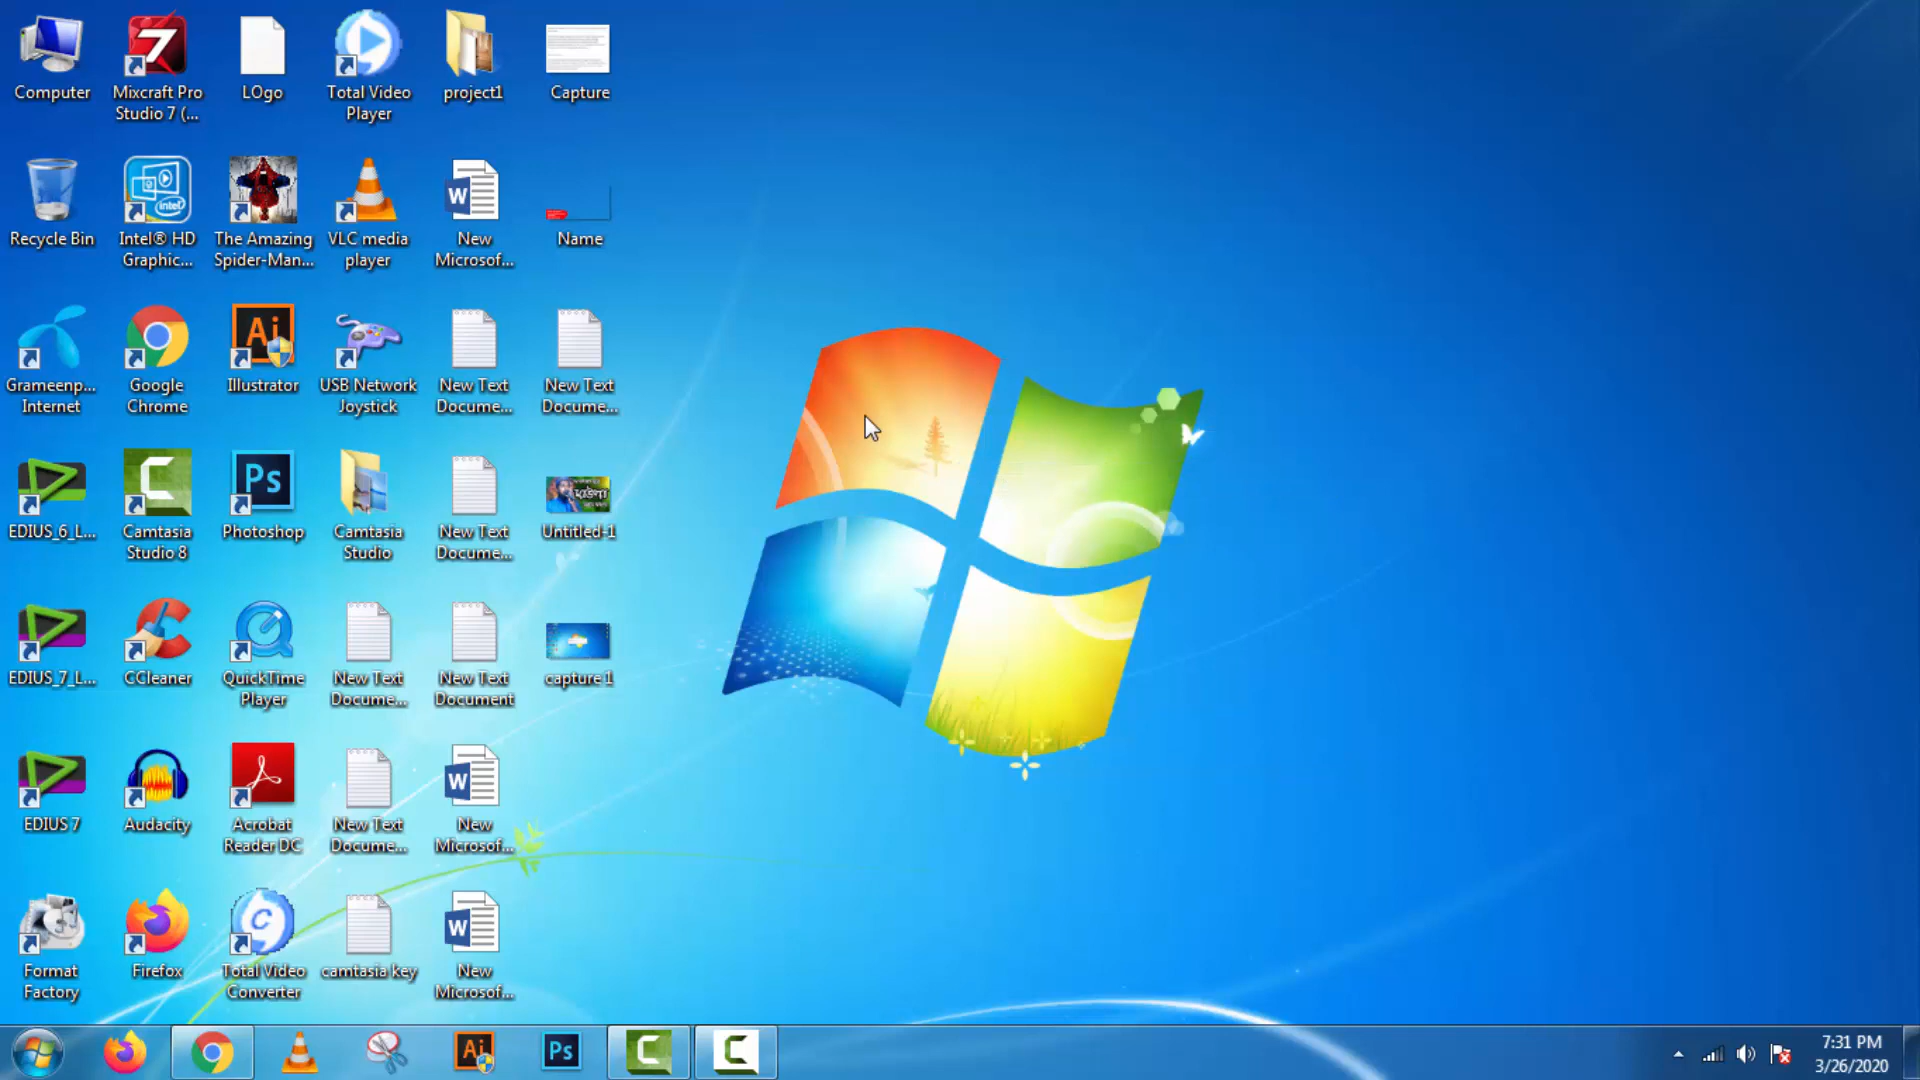 Computer
Mixcraft Pro
Studio 7 (...
LOgo
Total Video
Player
project1
Capture
Recycle Bin
Intel® HD
Graphic...
The Amazing
Spider-Man...
VLC media
player
New
Microsof...
Name
Grameenp...
Internet
Google
Chrome
Illustrator
USB Network
Joystick
New Text
Docume...
New Text
Docume...
EDIUS_6_L...
Camtasia
Studio 8
Photoshop
Camtasia
Studio
New Text
Docume...
Untitled-1
EDIUS_7_L...
CCleaner
QuickTime
Player
New Text
Docume...
New Text
Document
capture 1
EDIUS 7
Audacity
Acrobat
Reader DC
New Text
Docume...
New
Microsof...
Format
Factory
Firefox
Total Video
Converter
camtasia key
New
Microsof...
7:31 PM
3/26/2020